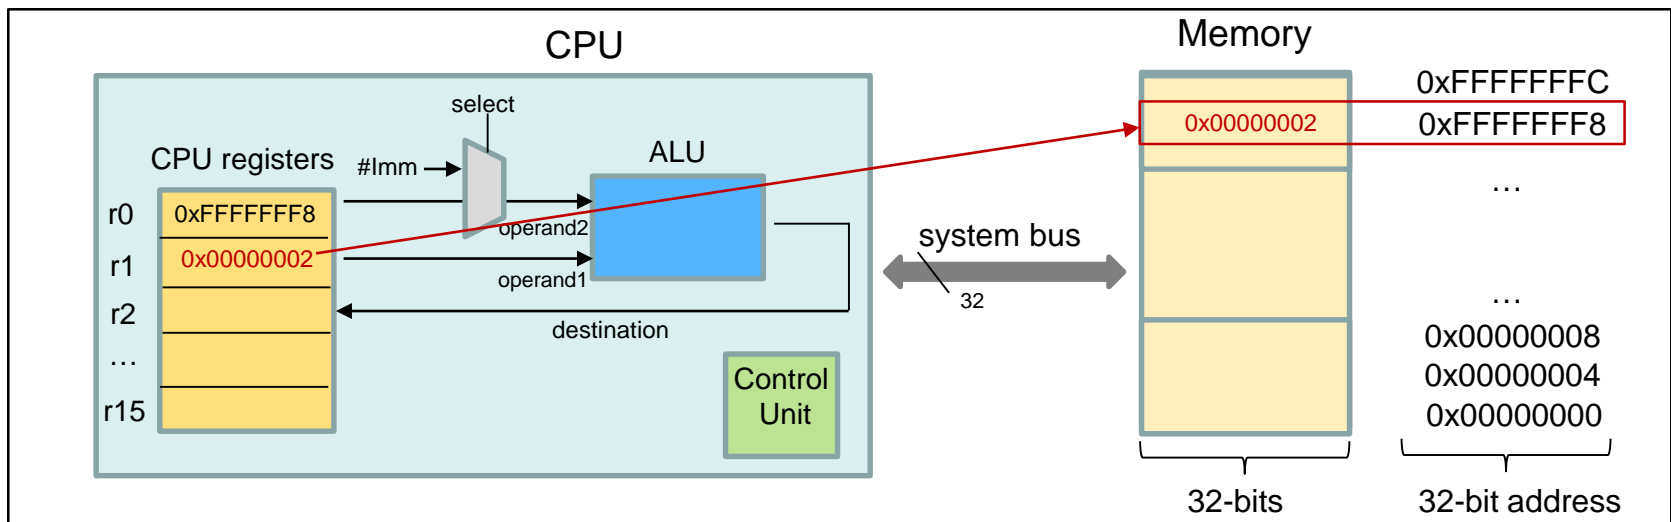 CPU
Memory
select
CPU registers
#Imm
ALU
r0
0xFFFFFFF8
operand2
r1
0x00000002
operand1
r2
destination
...
r15
Control
Unit
system bus
32
0x00000002
0xFFFFFFFC
0xFFFFFFF8
...
...
0x00000008
0x00000004
0x00000000
32-bits
32-bit address